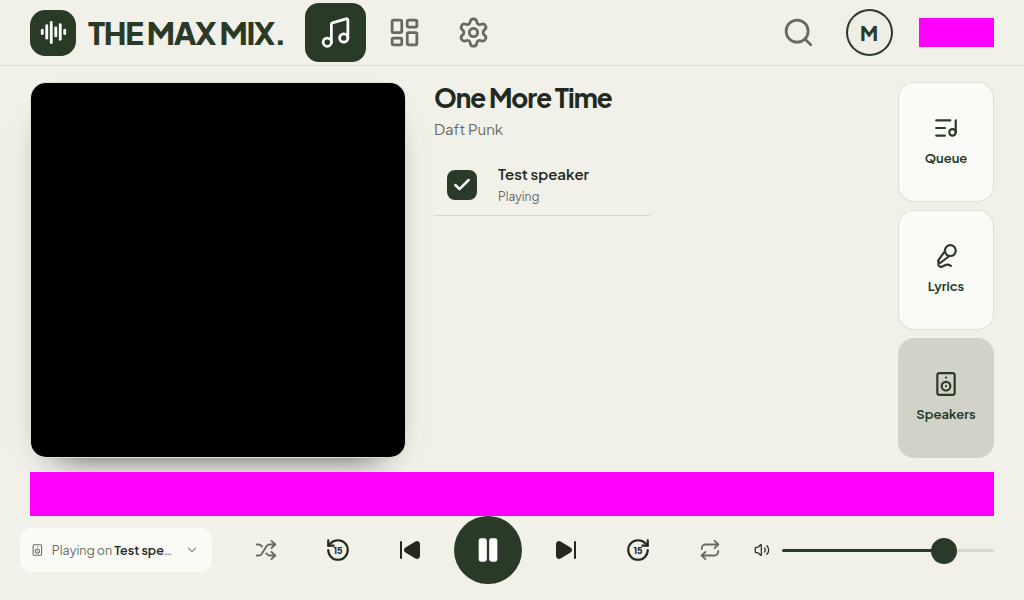 THE MAX MIX.
M
One More Time
Daft Punk
Test speaker
Playing
Queue
Lyrics
Speakers
Playing on Test spe...
15
15